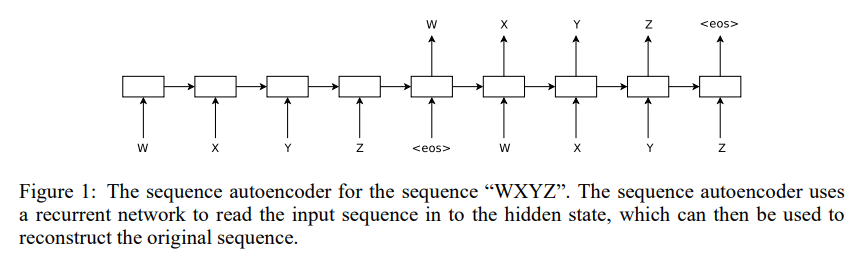 W X Y Z <eos>
W X Y Z <eos> W X Y Z
Figure 1: The sequence autoencoder for the sequence “WXYZ”. The sequence autoencoder uses
a recurrent network to read the input sequence in to the hidden state, which can then be used to
reconstruct the original sequence.